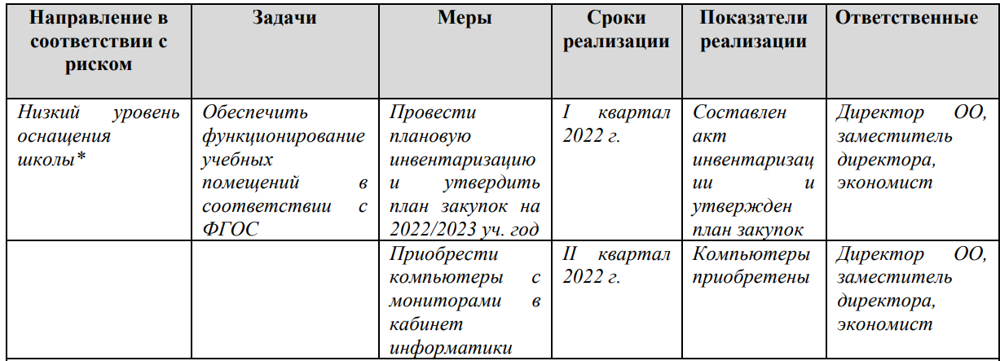 Направление в
соответствии с
риском
Задачи
Меры
Сроки
реализации
Показатели
реализации
Ответственные
Низкий уровень
оснащения
школы*
Обеспечить
функционирование
учебных
помещений в
соответствии с
ФГОС
Провести
плановую
инвентаризацию
и утвердить
план закупок на
2022/2023 уч. год
I квартал
2022 г.
Составлен
акт
инвентаризац
ии и
утвержден
план закупок
Директор ОО,
заместитель
директора,
экономист
Приобрести
компьютеры с
мониторами в
кабинет
информатики
II квартал
2022 г.
Компьютеры
приобретены
Директор ОО,
заместитель
директора,
экономист